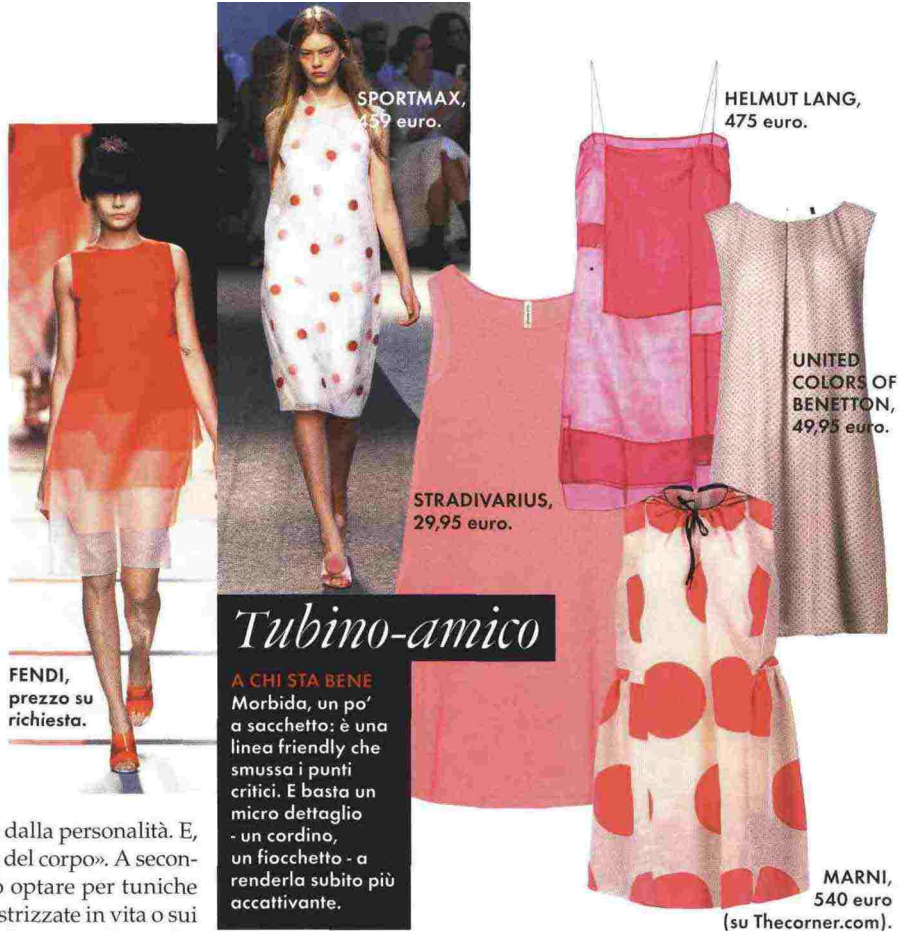 SPORTMAX,
459 euro.
HELMUT LANG,
475 euro.
UNITED
COLORS OF
BENETTON,
49,95 euro.
STRADIVARIUS,
29,95 euro.
FENDI,
prezzo su
richiesta.
Tubino-amico
A CHI STA BENE
Morbida, un po'
a sacchetto: è una
linea friendly che
smussa i punti
critici. E basta un
micro dettaglio
- un cordino,
un fiocchetto - a
renderla subito più
accattivante.
dalla personalità. E,
del corpo». A secon-
o optare per tuniche
strizzate in vita o sui
MARNI,
540 euro
(su Thecorner.com).